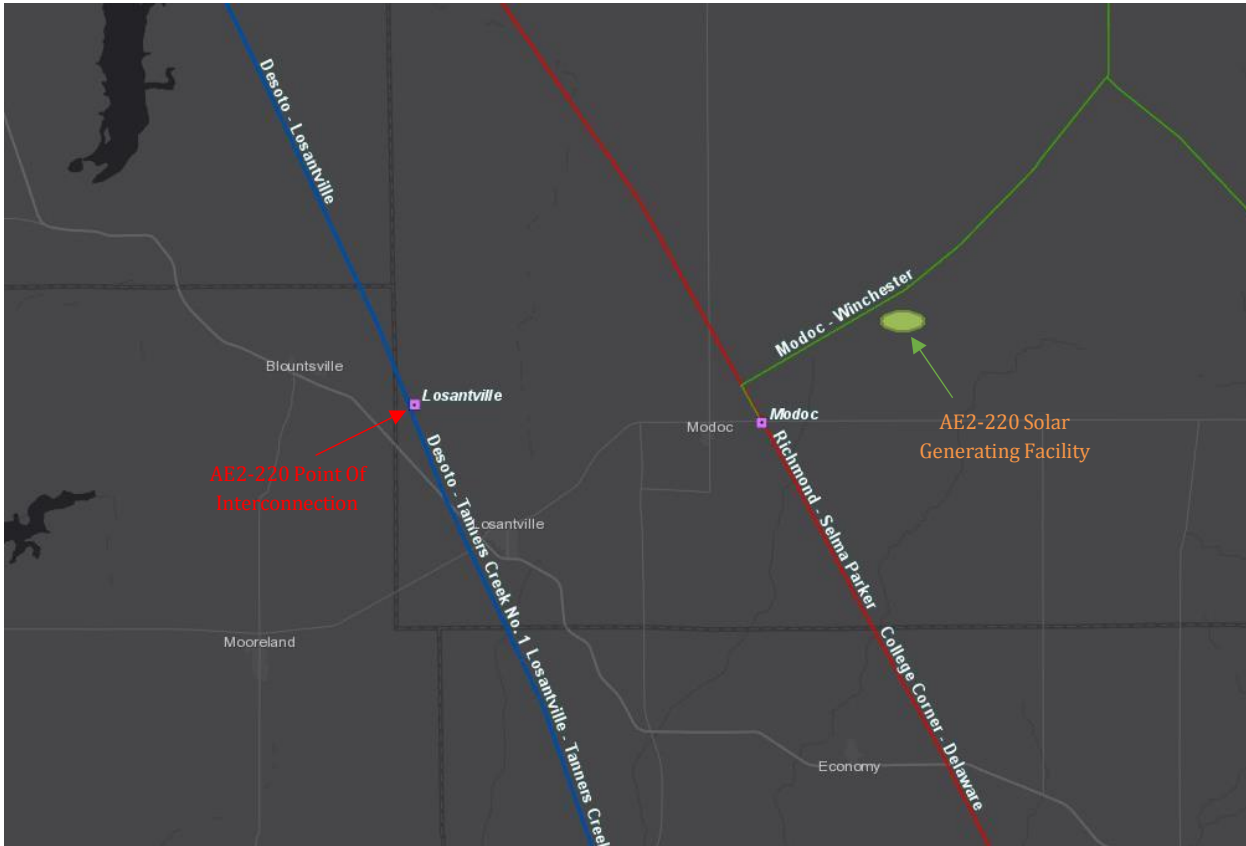 Desoto - Losantville
Modoc - Winchester
Blountsville
Losantville
Modoc
Modoc
AE2-220 Solar
Generating Facility
AE2-220 Point Of
Interconnection
Losantville
Desoto - Tanners Creek No. 1
Losantville - Tanners Creek
Richmond - Selma Parker
College Corner - Delaware
Mooreland
Economy